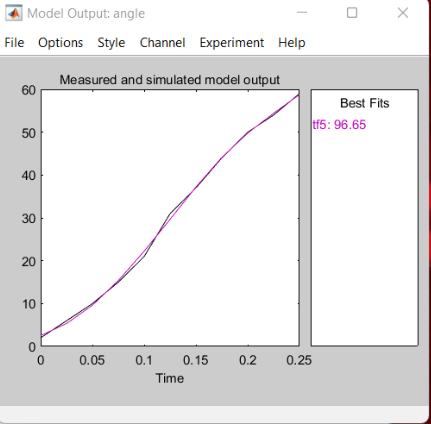 Model Output: angle
File Options Style Channel Experiment Help
Measured and simulated model output
Best Fits
tf5: 96.65
60
50
40
30
20
10
0
0 0.05 0.1 0.15 0.2 0.25
Time